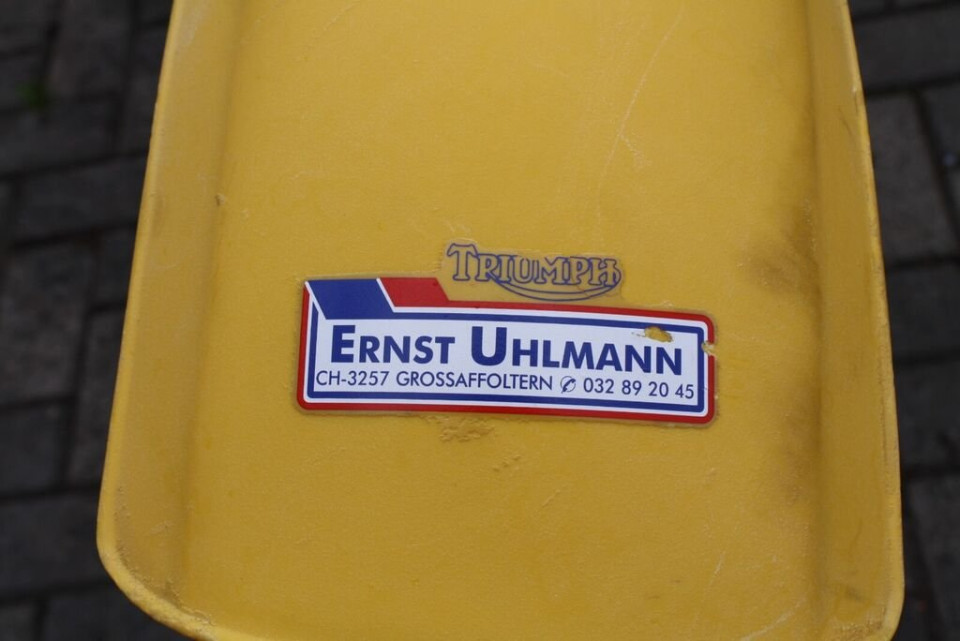 TRIUMPH
ERNST UHLMANN
CH-3257 GROSSAFFOLTERN ✆ 032 89 20 45